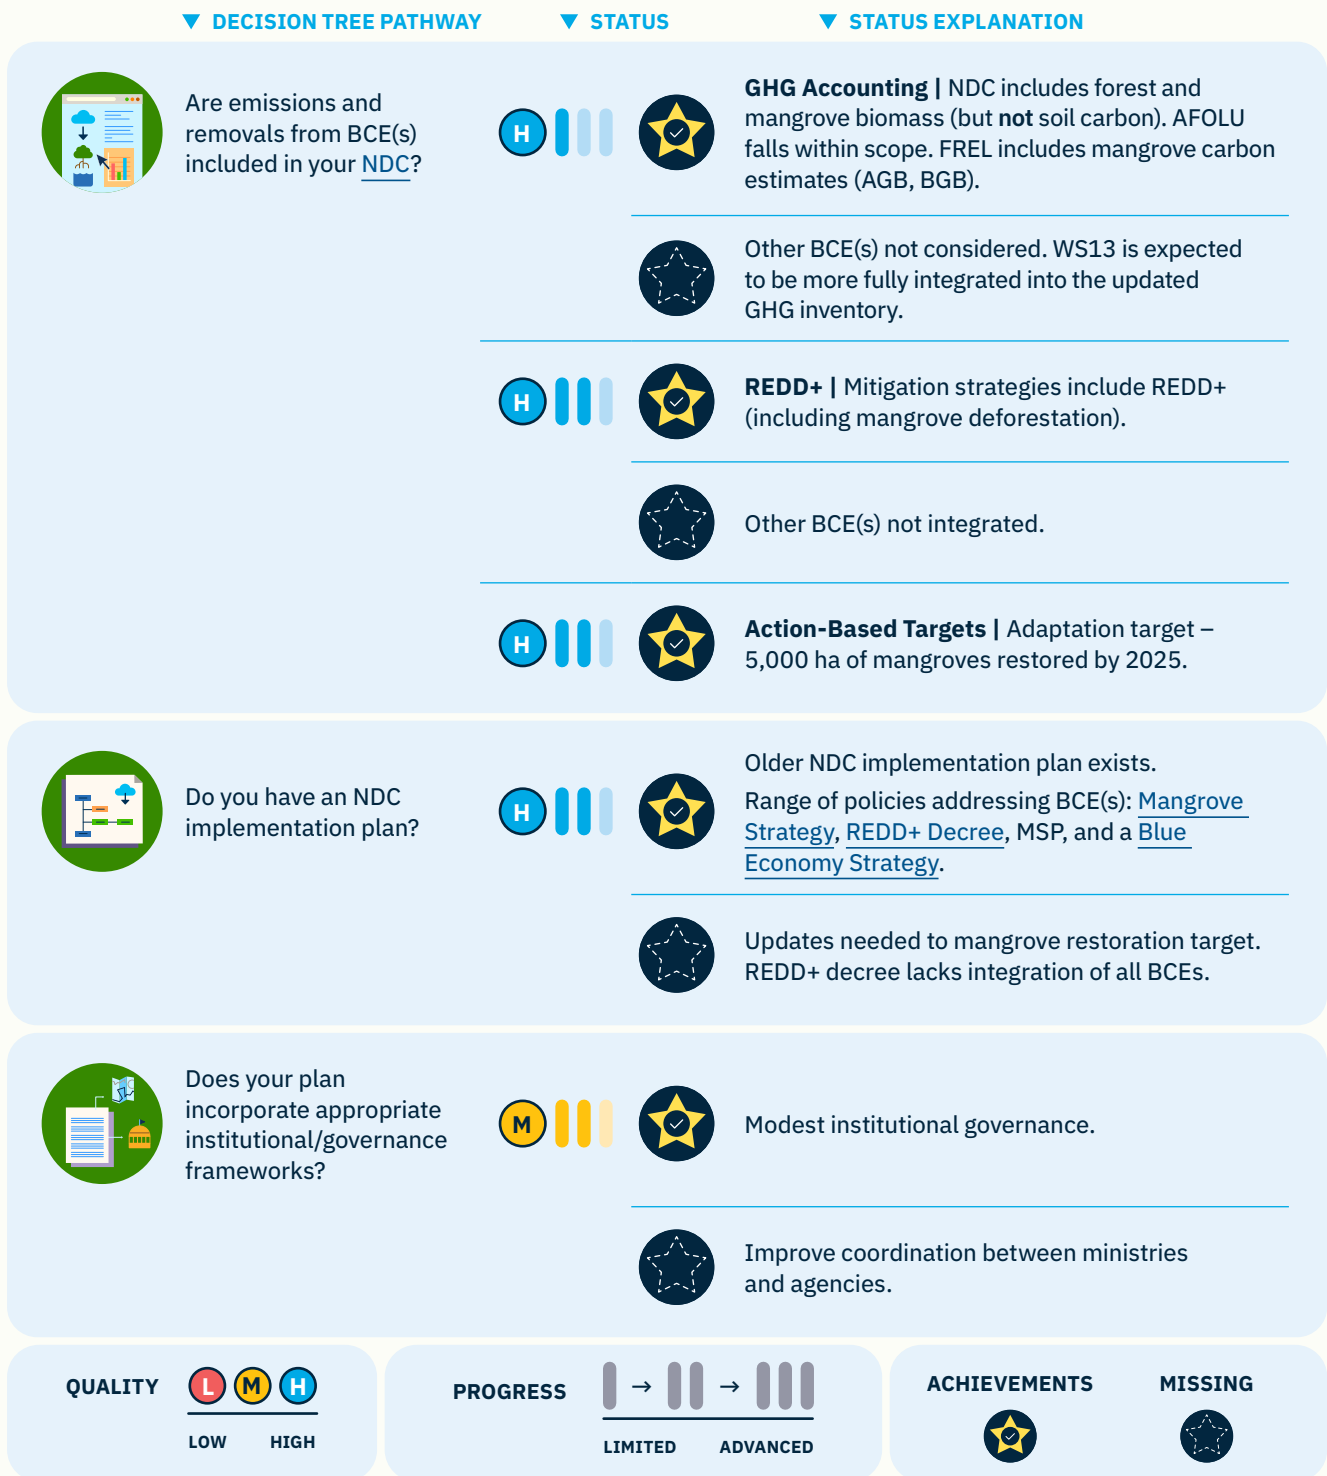 DECISION TREE PATHWAY
STATUS
STATUS EXPLANATION
Are emissions and
removals from BCE(s)
included in your NDC?
H
GHG Accounting | NDC includes forest and
mangrove biomass (but not soil carbon). AFOLU
falls within scope. FREL includes mangrove carbon
estimates (AGB, BGB).
Other BCE(s) not considered. WS13 is expected
to be more fully integrated into the updated
GHG inventory.
H
REDD+ | Mitigation strategies include REDD+
(including mangrove deforestation).
Other BCE(s) not integrated.
H
Action-Based Targets | Adaptation target –
5,000 ha of mangroves restored by 2025.
Do you have an NDC
implementation plan?
H
Older NDC implementation plan exists.
Range of policies addressing BCE(s): Mangrove
Strategy, REDD+ Decree, MSP, and a Blue
Economy Strategy.
Updates needed to mangrove restoration target.
REDD+ decree lacks integration of all BCEs.
Does your plan
incorporate appropriate
institutional/governance
frameworks?
M
Modest institutional governance.
Improve coordination between ministries
and agencies.
QUALITY
L M H
LOW HIGH
PROGRESS
LIMITED ADVANCED
ACHIEVEMENTS
MISSING